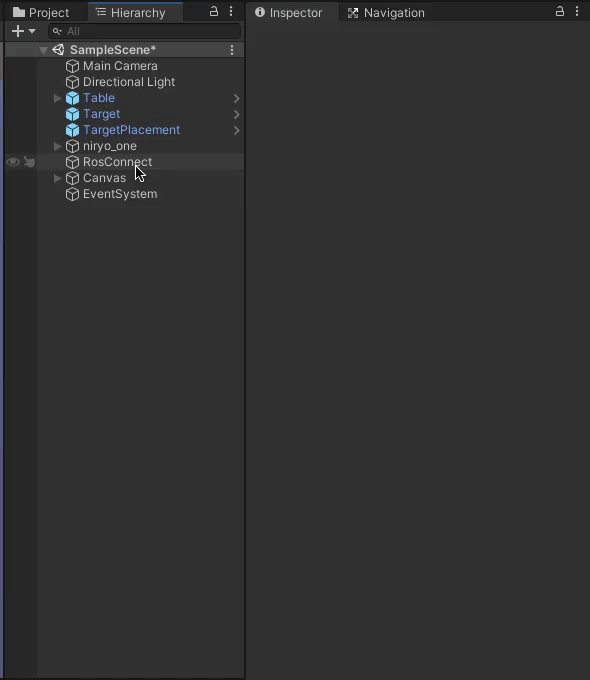 Project Hierarchy Inspector Navigation
All
SampleScene*
Main Camera
Directional Light
Table
Target
TargetPlacement
niryo_one
RosConnect
Canvas
EventSystem